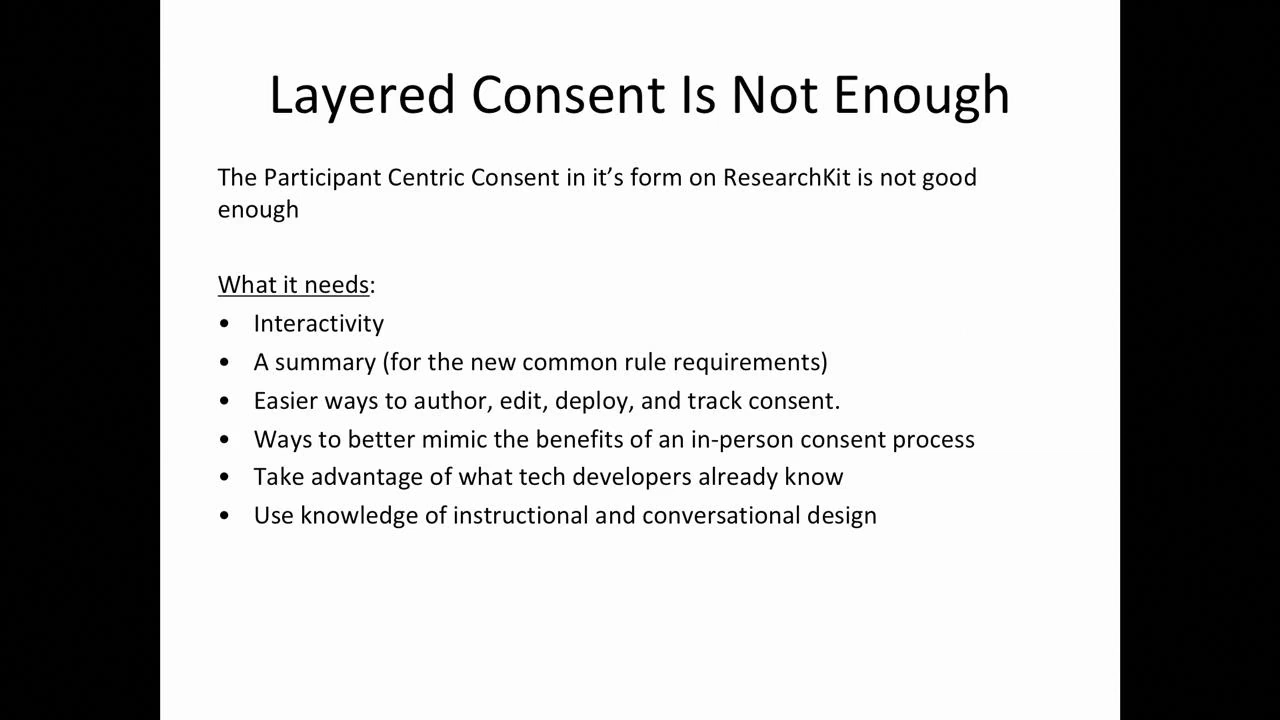 Layered Consent Is Not Enough
The Participant Centric Consent in it’s form on ResearchKit is not good
enough
What it needs:
• Interactivity
• A summary (for the new common rule requirements)
• Easier ways to author, edit, deploy, and track consent.
• Ways to better mimic the benefits of an in-person consent process
• Take advantage of what tech developers already know
• Use knowledge of instructional and conversational design